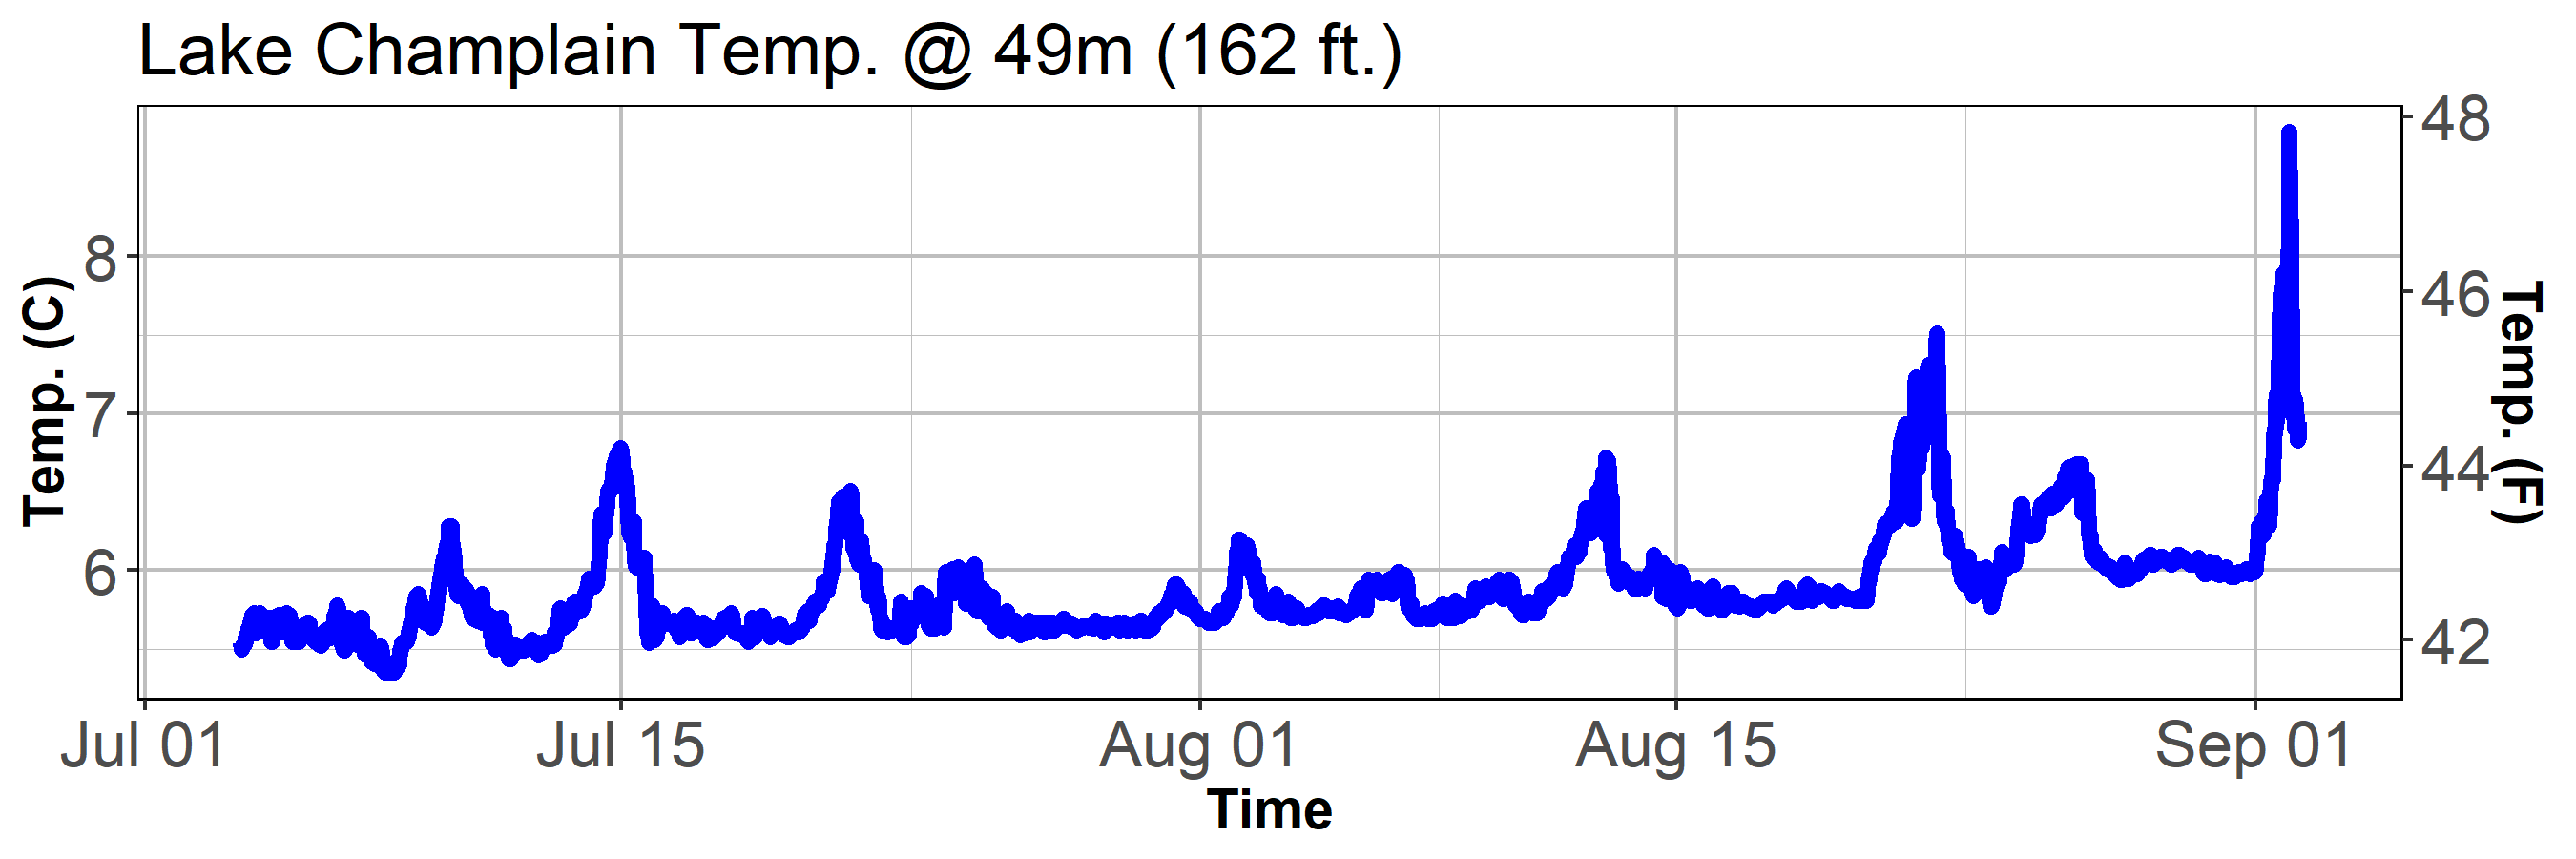 Lake Champlain Temp. @ 49m (162 ft.)
Temp. (C)
8
7
6
48
46
44
42
Temp. (F)
Jul 01 Jul 15 Aug 01 Aug 15 Sep 01
Time